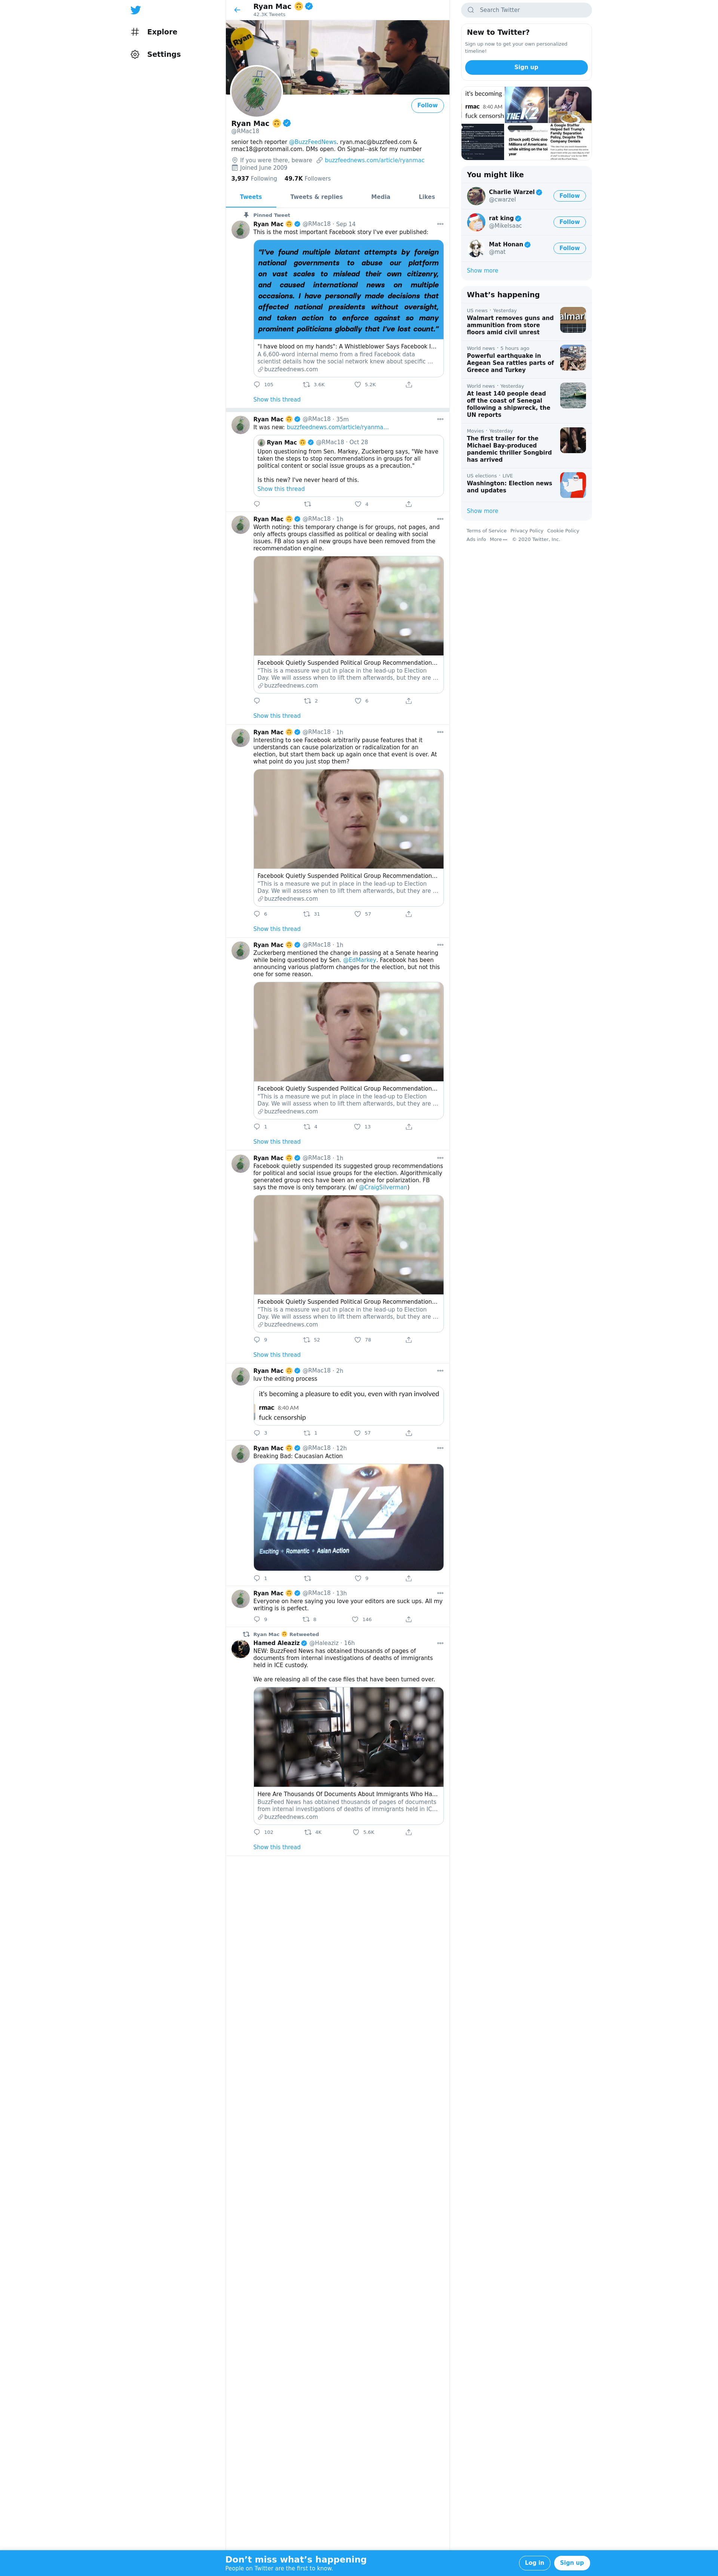 Explore
Settings
Ryan Mac 🙃
42.3K Tweets
Ryan
Follow
Ryan Mac 🙃
@RMac18
senior tech reporter @BuzzFeedNews. ryan.mac@buzzfeed.com &
rmac18@protonmail.com. DMs open. On Signal--ask for my number
If you were there, beware buzzfeednews.com/article/ryanmac
Joined June 2009
3,937 Following 49.7K Followers
Tweets Tweets & replies Media Likes
Pinned Tweet
Ryan Mac 🙃 @RMac18 · Sep 14
This is the most important Facebook story I've ever published:
"I've found multiple blatant attempts by foreign
national governments to abuse our platform
on vast scales to mislead their own citizenry,
and caused international news on multiple
occasions. I have personally made decisions that
affected national presidents without oversight,
and taken action to enforce against so many
prominent politicians globally that I've lost count."
"I have blood on my hands": A Whistleblower Says Facebook I...
A 6,600-word internal memo from a fired Facebook data
scientist details how the social network knew about specific ...
buzzfeednews.com
105 3.6K 5.2K
Show this thread
Ryan Mac 🙃 @RMac18 · 35m
It was new: buzzfeednews.com/article/ryanma...
Ryan Mac 🙃 @RMac18 · Oct 28
Upon questioning from Sen. Markey, Zuckerberg says, "We have
taken the steps to stop recommendations in groups for all
political content or social issue groups as a precaution."
Is this new? I've never heard of this.
Show this thread
4
Ryan Mac 🙃 @RMac18 · 1h
Worth noting: this temporary change is for groups, not pages, and
only affects groups classified as political or dealing with social
issues. FB also says all new groups have been removed from the
recommendation engine.
Facebook Quietly Suspended Political Group Recommendation...
"This is a measure we put in place in the lead-up to Election
Day. We will assess when to lift them afterwards, but they are ...
buzzfeednews.com
2 6
Show this thread
Ryan Mac 🙃 @RMac18 · 1h
Interesting to see Facebook arbitrarily pause features that it
understands can cause polarization or radicalization for an
election, but start them back up again once that event is over. At
what point do you just stop them?
Facebook Quietly Suspended Political Group Recommendation...
"This is a measure we put in place in the lead-up to Election
Day. We will assess when to lift them afterwards, but they are ...
buzzfeednews.com
6 31 57
Show this thread
Ryan Mac 🙃 @RMac18 · 1h
Zuckerberg mentioned the change in passing at a Senate hearing
while being questioned by Sen. @EdMarkey. Facebook has been
announcing various platform changes for the election, but not this
one for some reason.
Facebook Quietly Suspended Political Group Recommendation...
"This is a measure we put in place in the lead-up to Election
Day. We will assess when to lift them afterwards, but they are ...
buzzfeednews.com
1 4 13
Show this thread
Ryan Mac 🙃 @RMac18 · 1h
Facebook quietly suspended its suggested group recommendations
for political and social issue groups for the election. Algorithmically
generated group recs have been an engine for polarization. FB
says the move is only temporary. (w/ @CraigSilverman)
Facebook Quietly Suspended Political Group Recommendation...
"This is a measure we put in place in the lead-up to Election
Day. We will assess when to lift them afterwards, but they are ...
buzzfeednews.com
9 52 78
Show this thread
Ryan Mac 🙃 @RMac18 · 2h
luv the editing process
it's becoming a pleasure to edit you, even with ryan involved
rmac 8:40 AM
fuck censorship
3 1 57
Ryan Mac 🙃 @RMac18 · 12h
Breaking Bad: Caucasian Action
THE K2
Exciting Romantic Asian Action
1 9
Ryan Mac 🙃 @RMac18 · 13h
Everyone on here saying you love your editors are suck ups. All my
writing is perfect.
9 8 146
Ryan Mac 🙃 Retweeted
Hamed Aleaziz @Haleaziz · 16h
NEW: BuzzFeed News has obtained thousands of pages of
documents from internal investigations of deaths of immigrants
held in ICE custody.
We are releasing all of the case files that have been turned over.
Here Are Thousands Of Documents About Immigrants Who Ha...
BuzzFeed News has obtained thousands of pages of documents
from internal investigations of deaths of immigrants held in IC...
buzzfeednews.com
102 4K 5.6K
Show this thread
Search Twitter
New to Twitter?
Sign up now to get your own personalized
timeline!
Sign up
it's becoming
rmac 8:40 AM
fuck censorsh
THE K2
(Shock poll) Civic soci
Millions of Americans
while sitting on the toi
year
A Google Staffer
Helped Sell Trump's
Family Separation
Policy, Despite The
Company's Denials
You might like
Charlie Warzel
@cwarzel
Follow
rat king
@MikeIsaac
Follow
Mat Honan
@mat
Follow
Show more
What's happening
US news · Yesterday
Walmart removes guns and
ammunition from store
floors amid civil unrest
almart
World news · 5 hours ago
Powerful earthquake in
Aegean Sea rattles parts of
Greece and Turkey
World news · Yesterday
At least 140 people dead
off the coast of Senegal
following a shipwreck, the
UN reports
Movies · Yesterday
The first trailer for the
Michael Bay-produced
pandemic thriller Songbird
has arrived
US elections · LIVE
Washington: Election news
and updates
Show more
Terms of Service Privacy Policy Cookie Policy
Ads info More © 2020 Twitter, Inc.
Don't miss what's happening
People on Twitter are the first to know.
Log in
Sign up